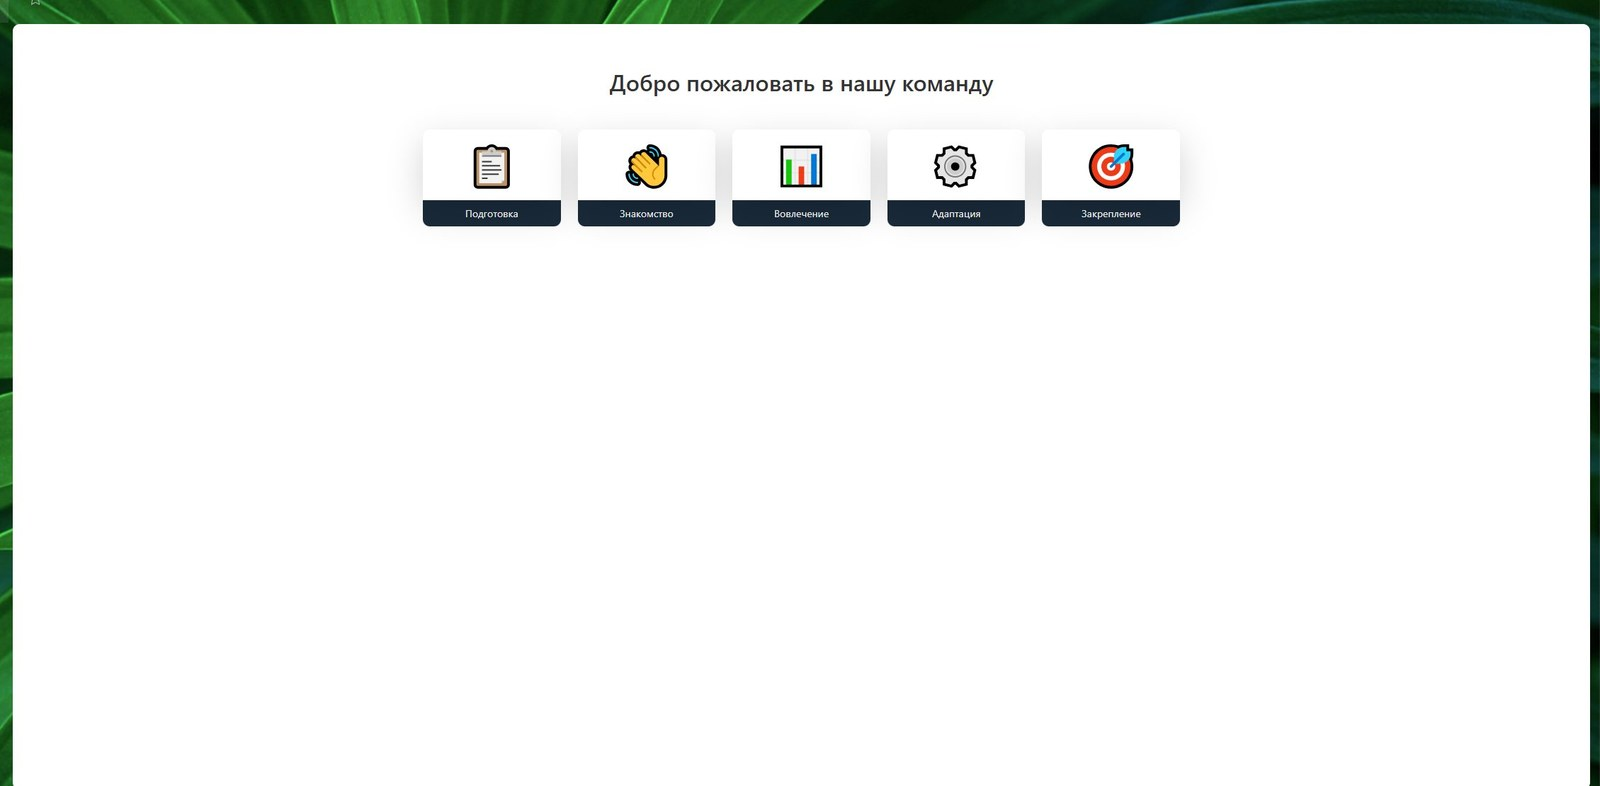 Добро пожаловать в нашу команду
Подготовка
Знакомство
Вовлечение
Адаптация
Закрепление